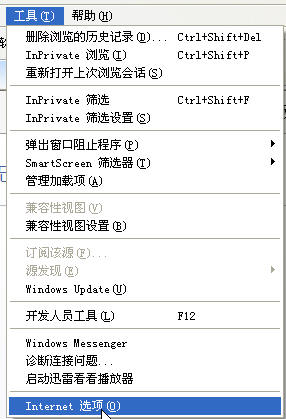 工具(T) 帮助(H)
删除浏览的历史记录(D)... Ctrl+Shift+Del
InPrivate 浏览(I) Ctrl+Shift+P
重新打开上次浏览会话(S)
InPrivate 筛选 Ctrl+Shift+F
InPrivate 筛选设置(S)
弹出窗口阻止程序(P)
SmartScreen 筛选器(T)
管理加载项(A)
兼容性视图(V)
兼容性视图设置(B)
订阅该源(F)...
源发现(E)
Windows Update(U)
开发人员工具(L) F12
Windows Messenger
诊断连接问题...
启动迅雷看看播放器
Internet 选项(O)